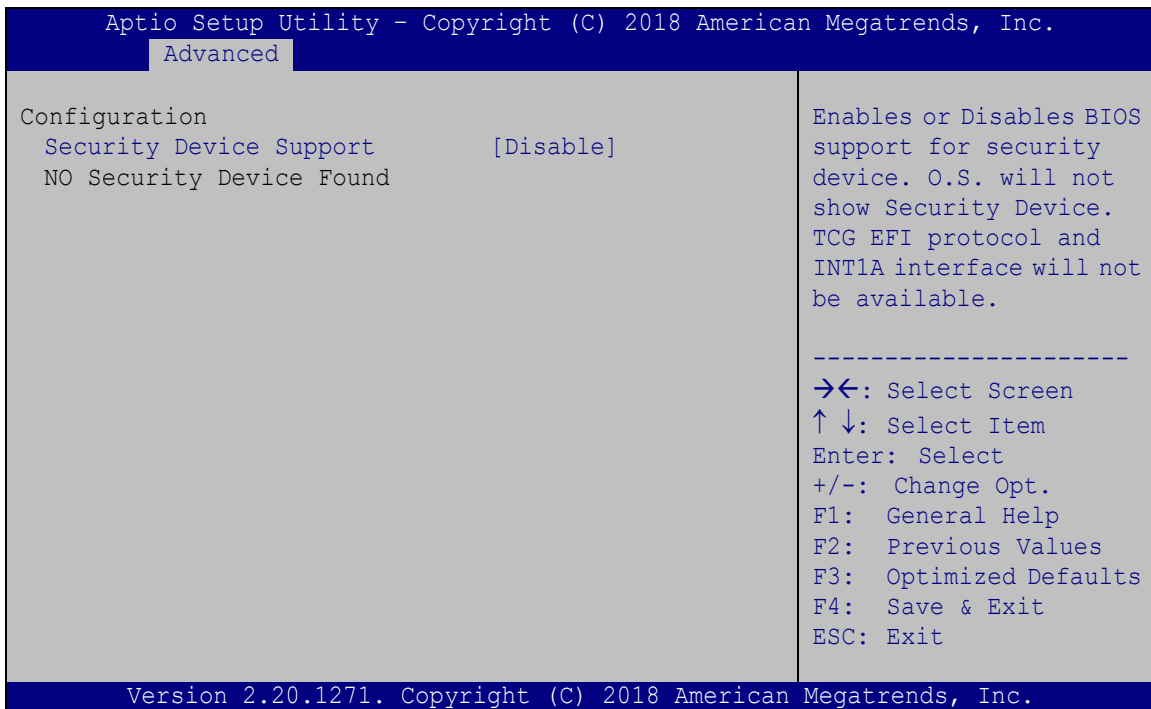 Aptio Setup Utility – Copyright (C) 2018 American Megatrends, Inc.
Advanced
Configuration
Security Device Support [Disable]
NO Security Device Found
Enables or Disables BIOS
support for security
device. O.S. will not
show Security Device.
TCG EFI protocol and
INT1A interface will not
be available.
----------------------
→←: Select Screen
↑ ↓: Select Item
Enter: Select
+/-: Change Opt.
F1: General Help
F2: Previous Values
F3: Optimized Defaults
F4: Save & Exit
ESC: Exit
Version 2.20.1271. Copyright (C) 2018 American Megatrends, Inc.